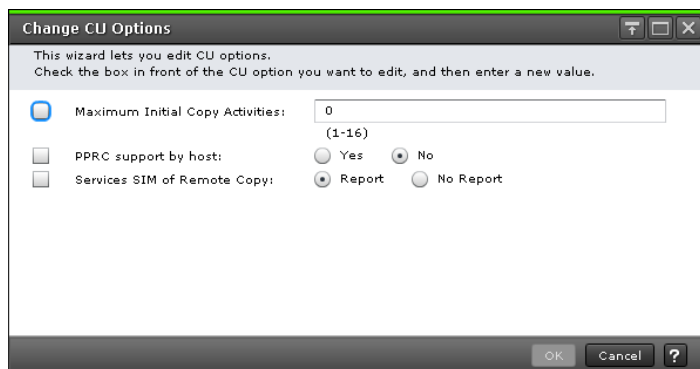 Change CU Options
This wizard lets you edit CU options.
Check the box in front of the CU option you want to edit, and then enter a new value.
Maximum Initial Copy Activities: 0
(1-16)
PPRC support by host: Yes No
Services SIM of Remote Copy: Report No Report
OK Cancel ?